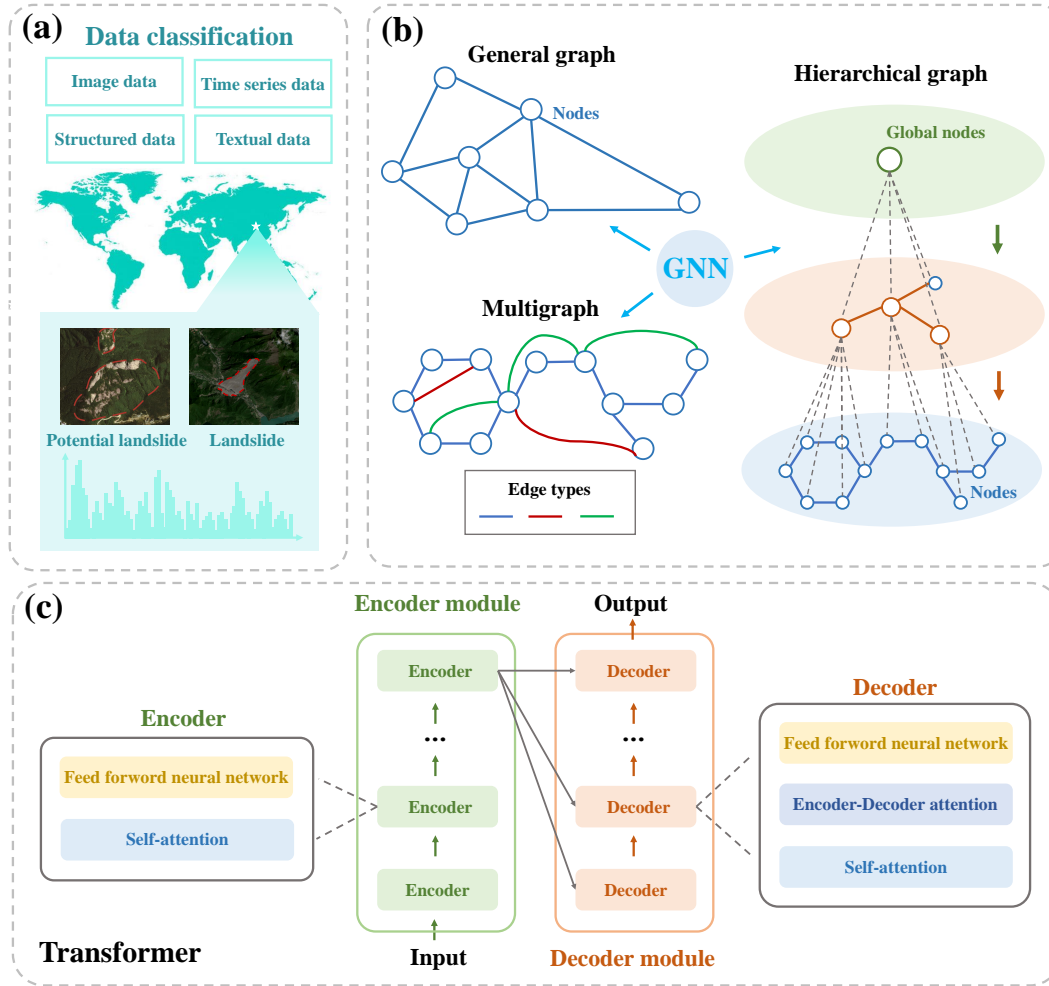 (a)
Data classification
Image data
Time series data
Structured data
Textual data
Potential landslide
Landslide
(b)
General graph
Nodes
Hierarchical graph
Global nodes
GNN
Multigraph
Edge types
Nodes
(c)
Encoder module
Output
Encoder
Decoder
Encoder
Feed forword neural network
Self-attention
...
...
Encoder
Decoder
Encoder
Decoder
Decoder
Feed forword neural network
Encoder-Decoder attention
Self-attention
Transformer
Input
Decoder module